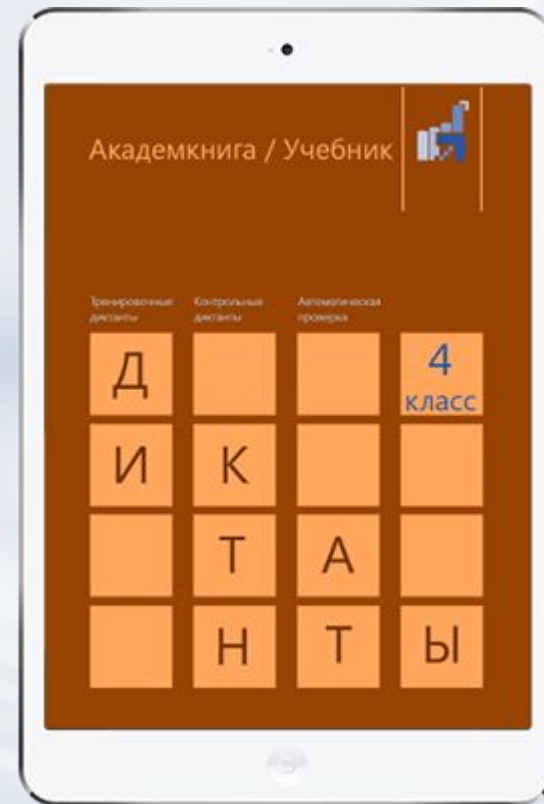 Академкнига / Учебник
Тренировочные
диктанты
Контрольные
диктанты
Автоматическая
проверка
Д
4
класс
И К
Т А
Н Т Ы